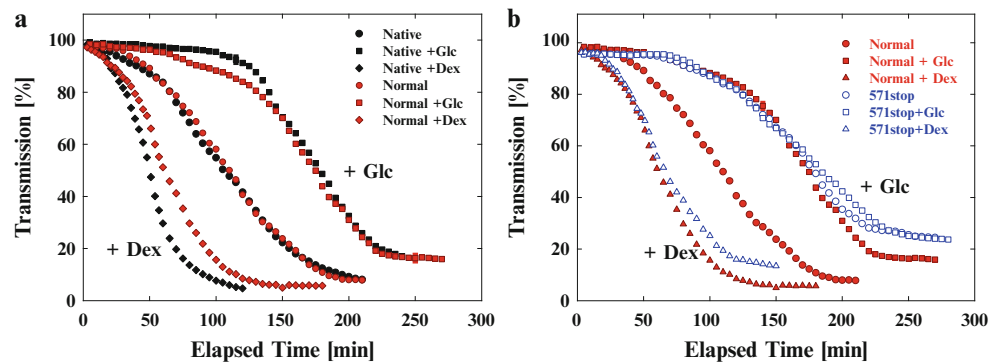 a
Transmission [%]
100
80
60
40
20
0
0
50
100
150
200
250
300
Elapsed Time [min]
Native
Native +Glc
Native +Dex
Normal
Normal +Glc
Normal +Dex
+ Glc
+ Dex
b
Transmission [%]
100
80
60
40
20
0
0
50
100
150
200
250
300
Elapsed Time [min]
Normal
Normal + Glc
Normal + Dex
571stop
571stop+Glc
571stop+Dex
+ Glc
+ Dex